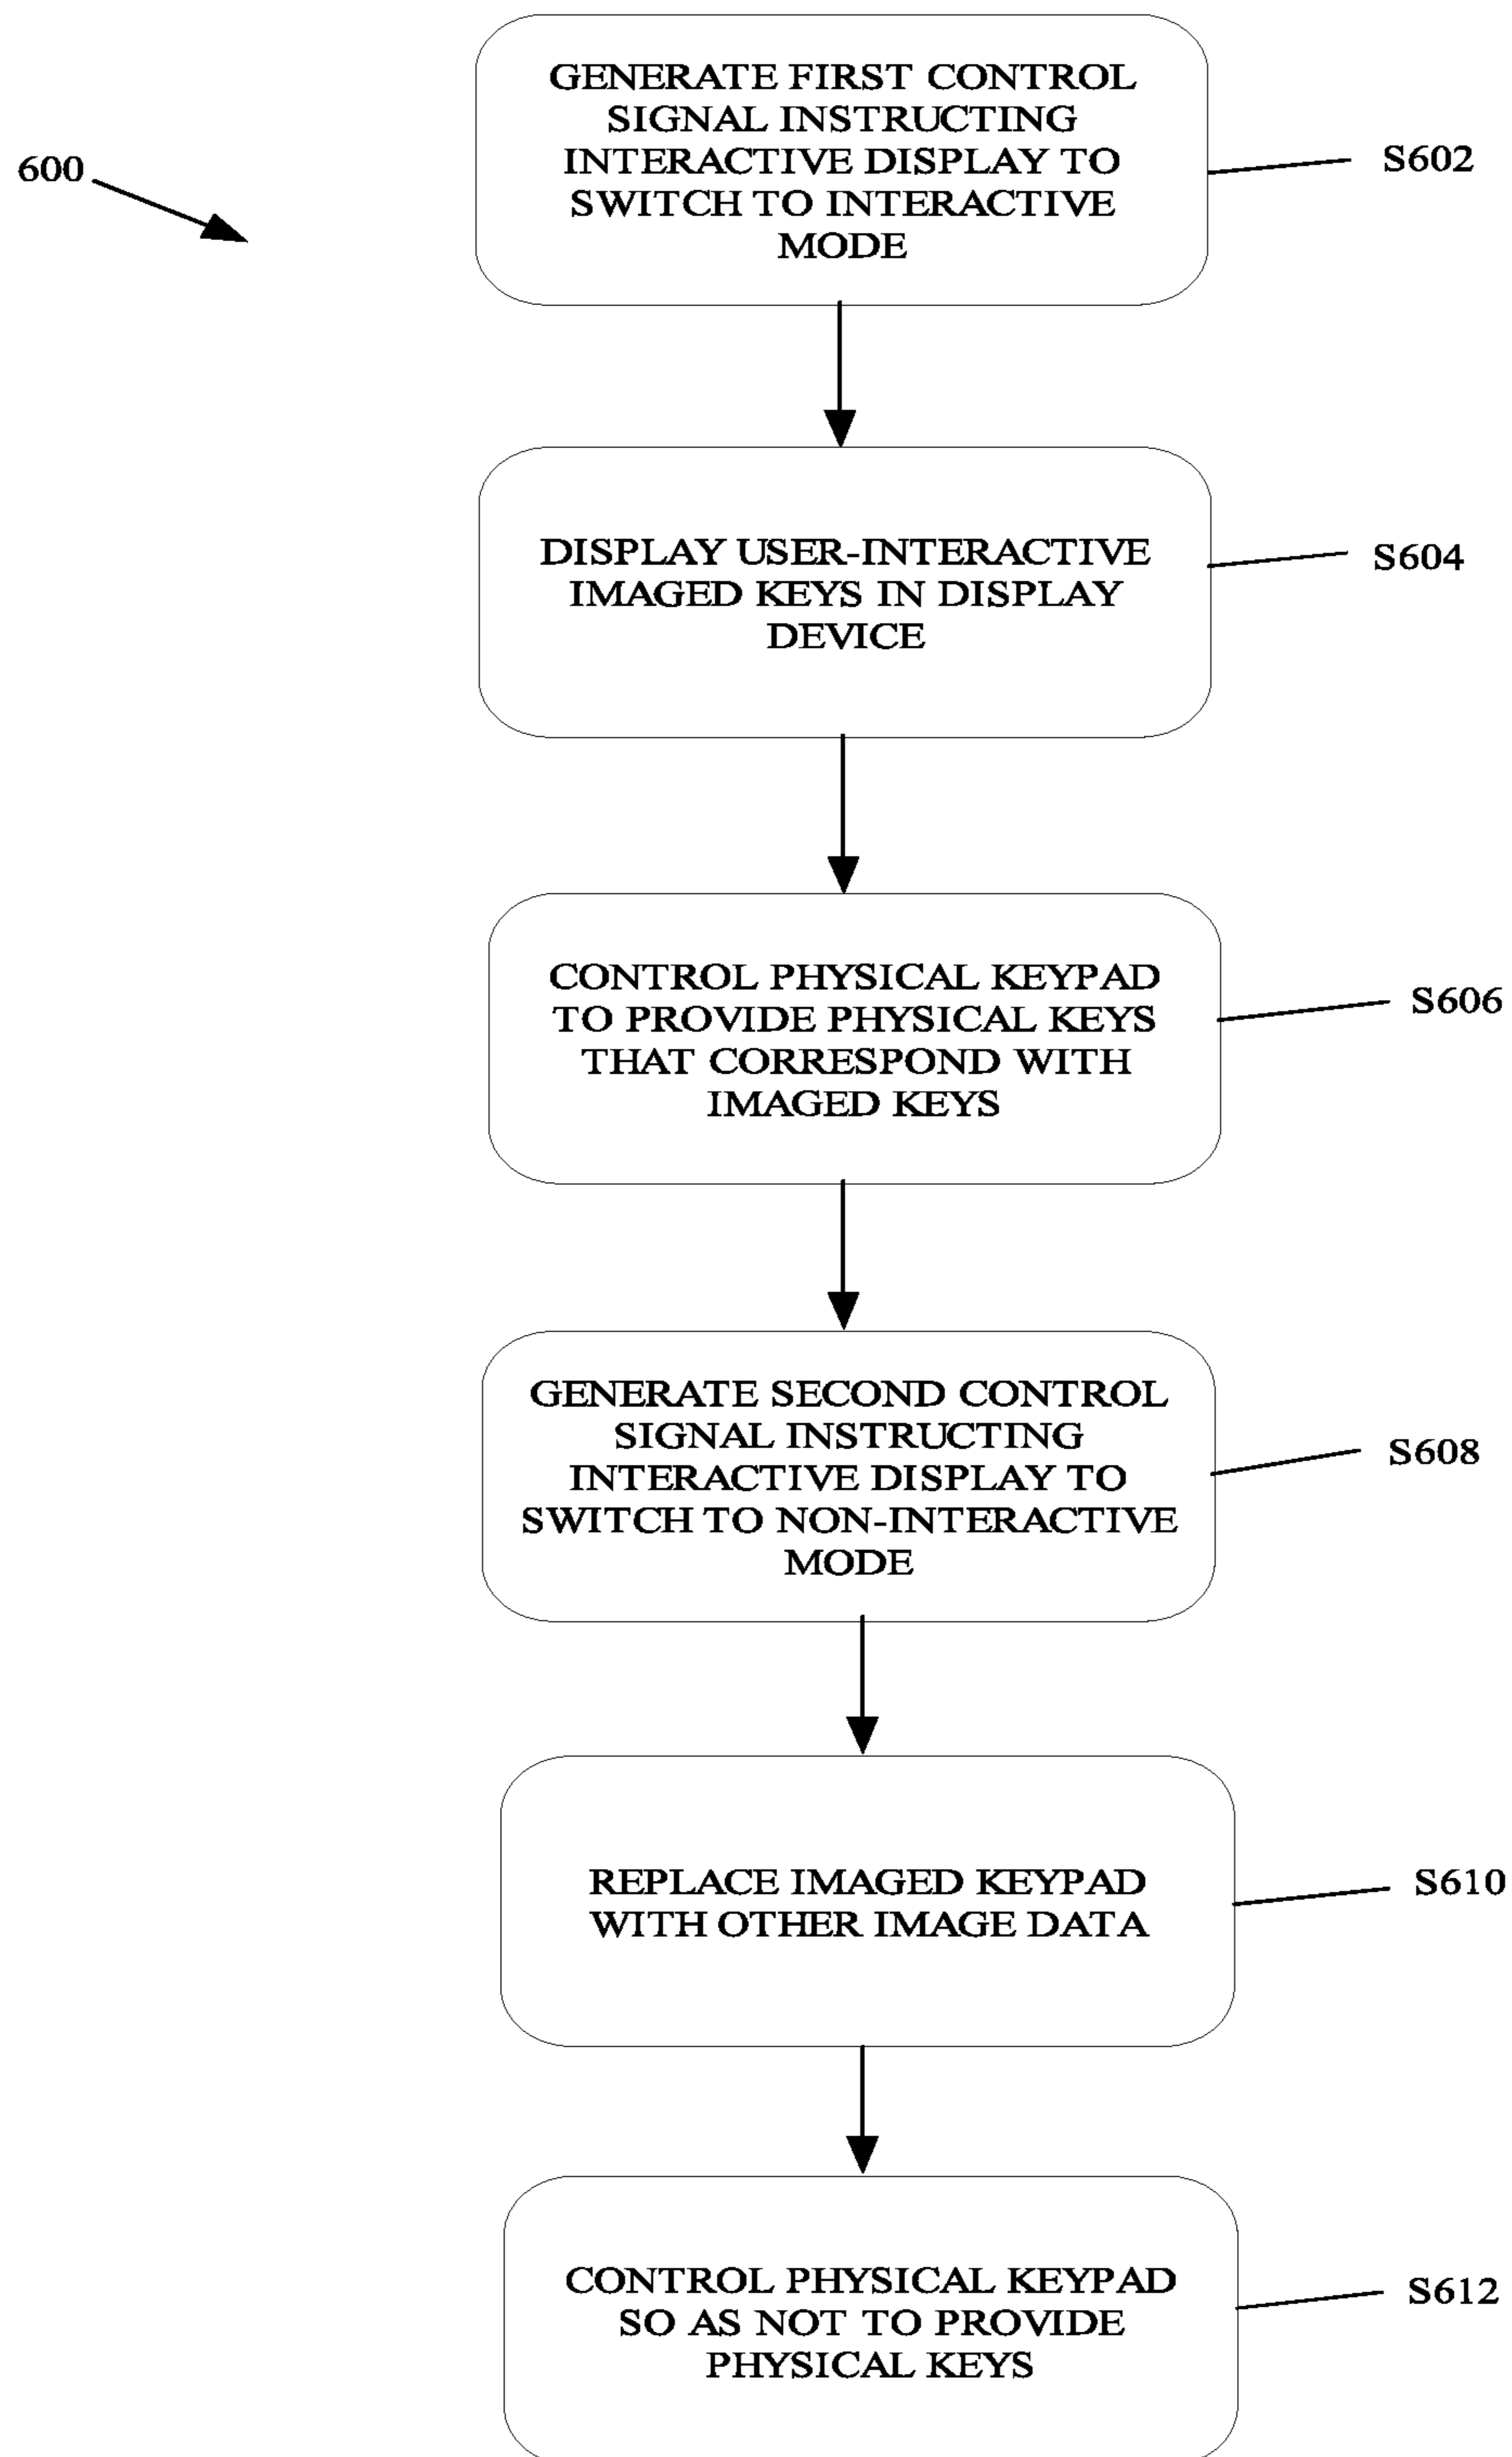 600
GENERATE FIRST CONTROL
SIGNAL INSTRUCTING
INTERACTIVE DISPLAY TO
SWITCH TO INTERACTIVE
MODE
S602
DISPLAY USER-INTERACTIVE
IMAGED KEYS IN DISPLAY
DEVICE
S604
CONTROL PHYSICAL KEYPAD
TO PROVIDE PHYSICAL KEYS
THAT CORRESPOND WITH
IMAGED KEYS
S606
GENERATE SECOND CONTROL
SIGNAL INSTRUCTING
INTERACTIVE DISPLAY TO
SWITCH TO NON-INTERACTIVE
MODE
S608
REPLACE IMAGED KEYPAD
WITH OTHER IMAGE DATA
S610
CONTROL PHYSICAL KEYPAD
SO AS NOT TO PROVIDE
PHYSICAL KEYS
S612